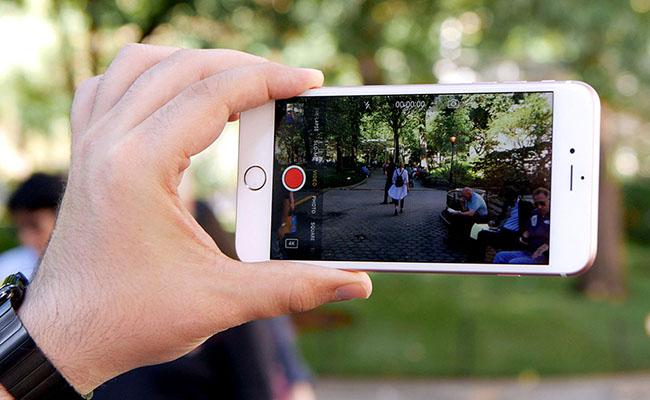 00:00:00
TIME-LAPSE
SLO-MO
VIDEO
PHOTO
SQUARE
4K